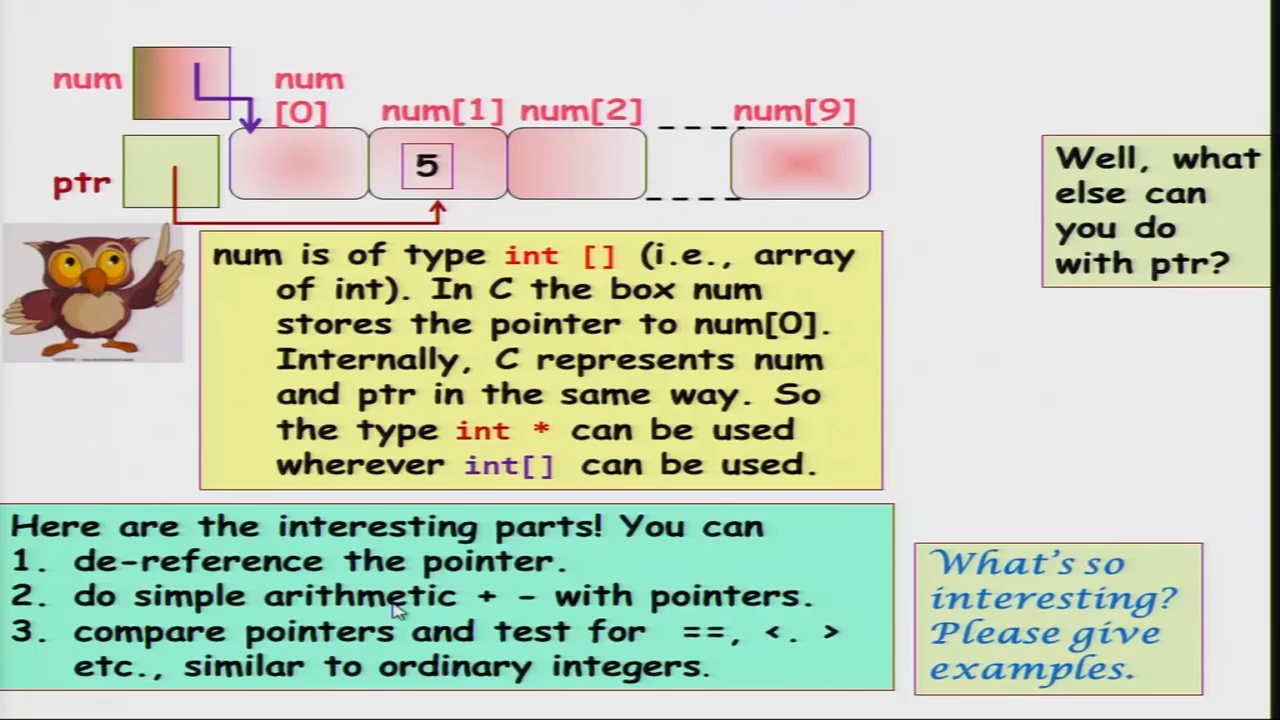 num
num
[0]
num[1]
num[2]
num[9]
5
ptr
Well, what
else can
you do
with ptr?
num is of type int [] (i.e., array
of int). In C the box num
stores the pointer to num[0].
Internally, C represents num
and ptr in the same way. So
the type int * can be used
wherever int[] can be used.
Here are the interesting parts! You can
1. de-reference the pointer.
2. do simple arithmetic + - with pointers.
3. compare pointers and test for ==, <. >
etc., similar to ordinary integers.
What's so
interesting?
Please give
examples.